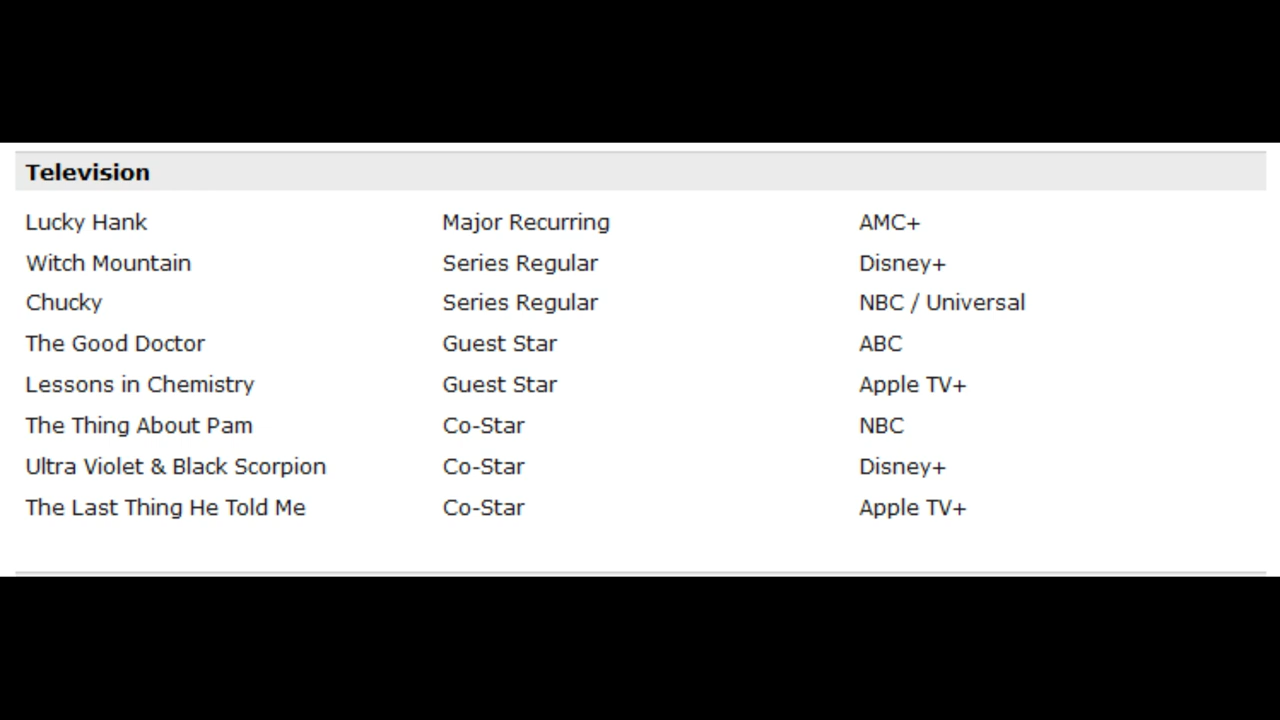 Television
Lucky Hank Major Recurring AMC+
Witch Mountain Series Regular Disney+
Chucky Series Regular NBC / Universal
The Good Doctor Guest Star ABC
Lessons in Chemistry Guest Star Apple TV+
The Thing About Pam Co-Star NBC
Ultra Violet & Black Scorpion Co-Star Disney+
The Last Thing He Told Me Co-Star Apple TV+